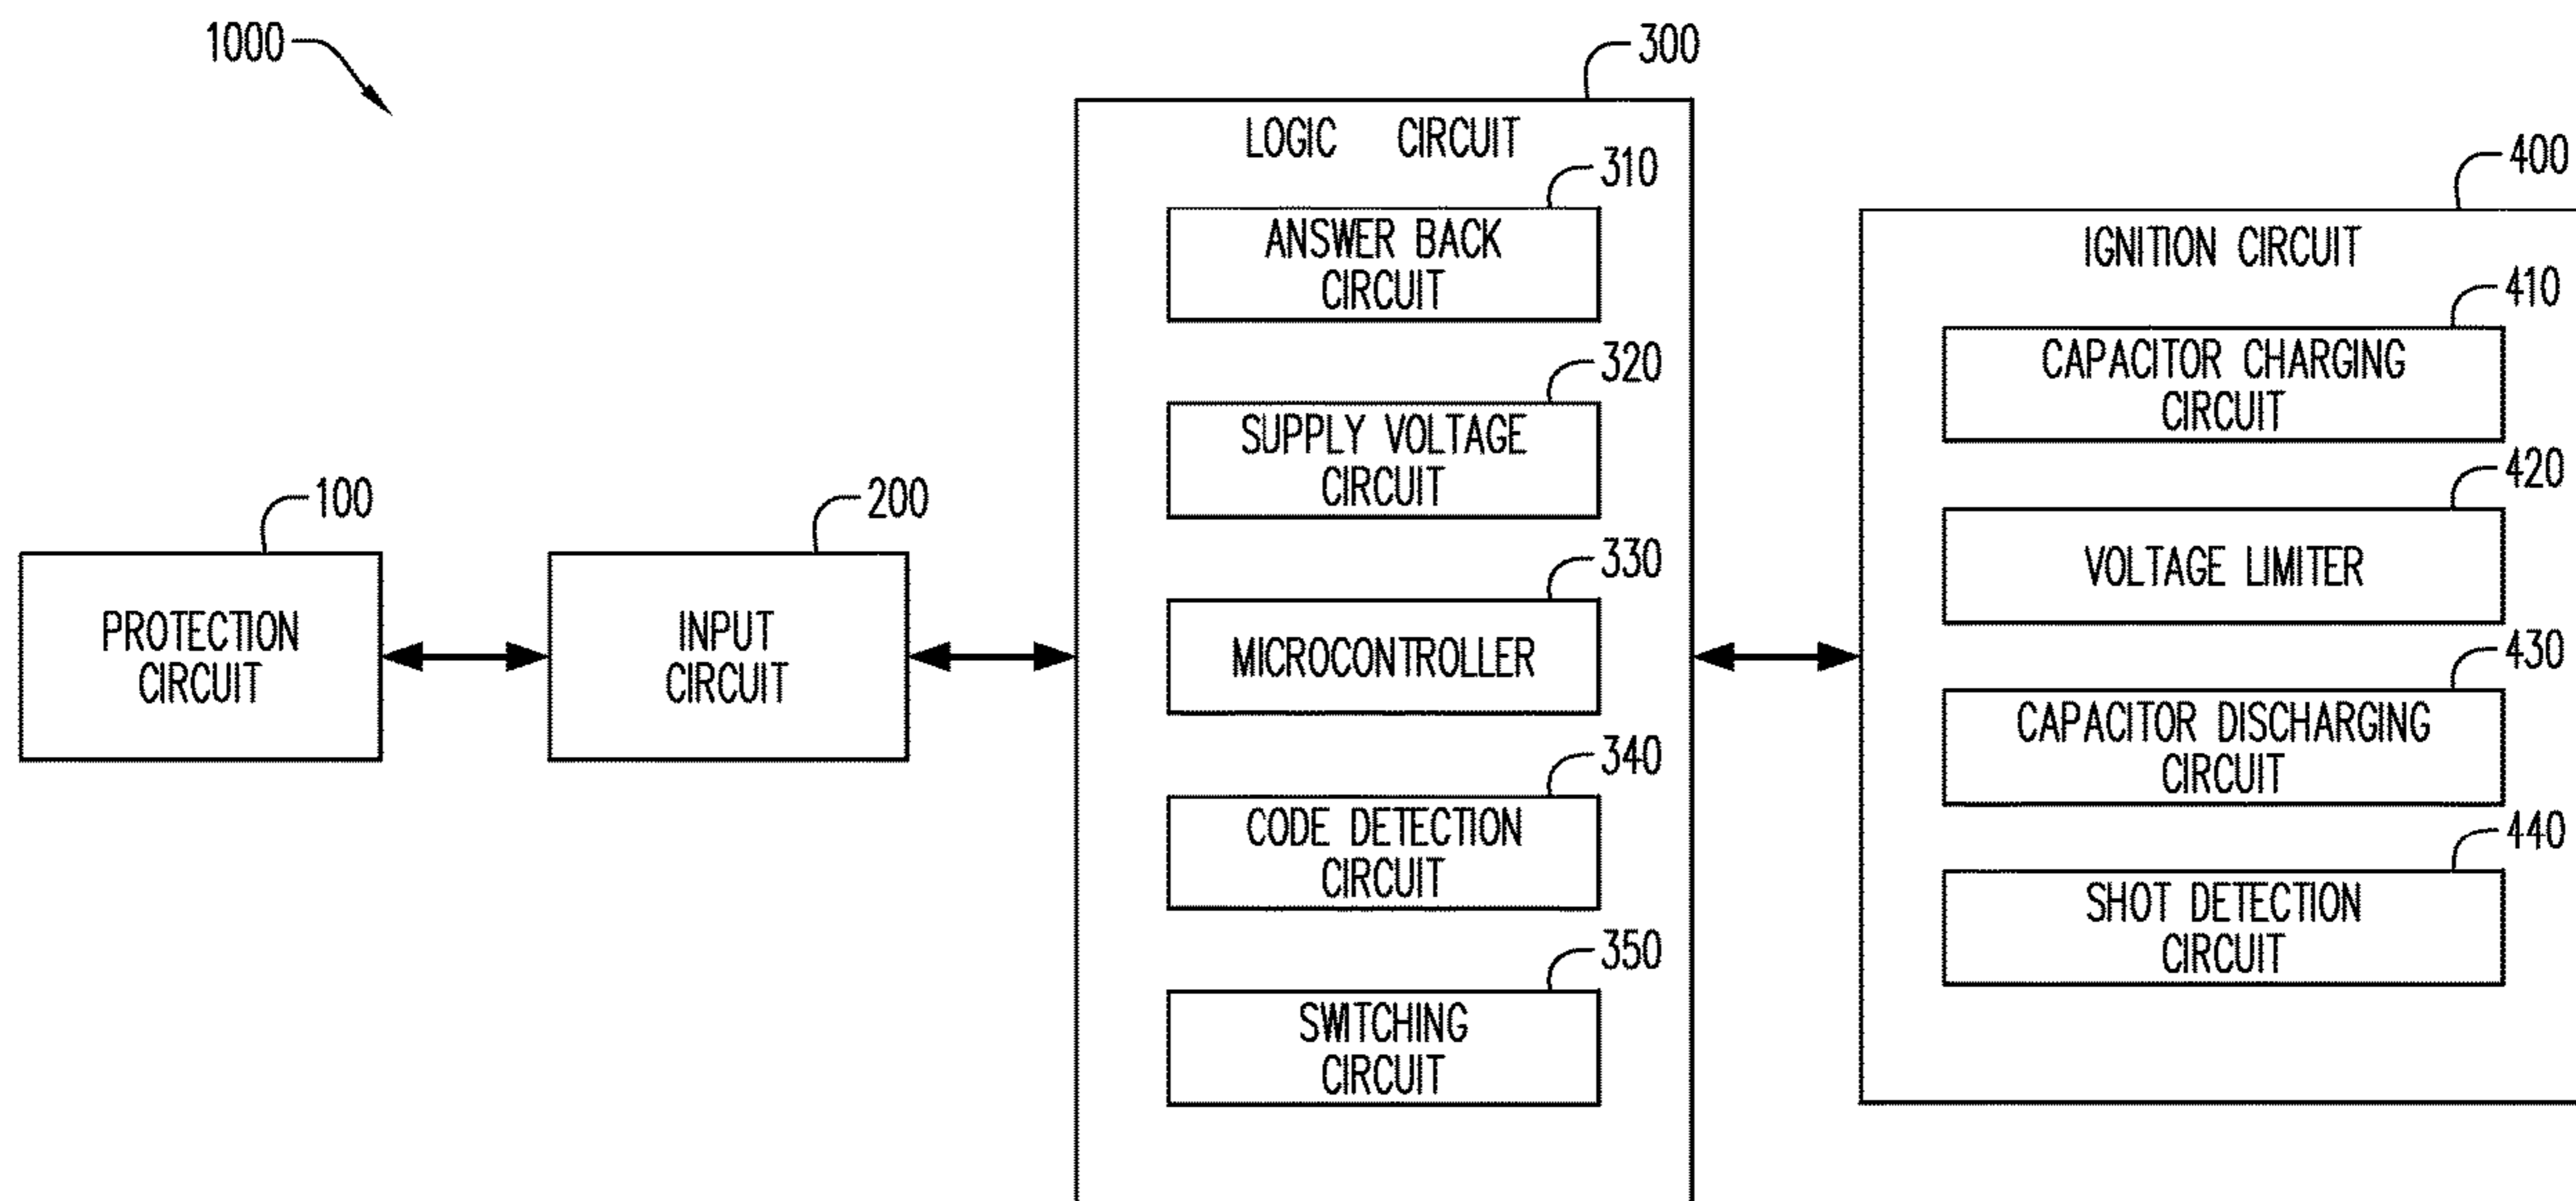 1000
300
LOGIC CIRCUIT
310
ANSWER BACK
CIRCUIT
320
SUPPLY VOLTAGE
CIRCUIT
330
MICROCONTROLLER
340
CODE DETECTION
CIRCUIT
350
SWITCHING
CIRCUIT
100
PROTECTION
CIRCUIT
200
INPUT
CIRCUIT
400
IGNITION CIRCUIT
410
CAPACITOR CHARGING
CIRCUIT
420
VOLTAGE LIMITER
430
CAPACITOR DISCHARGING
CIRCUIT
440
SHOT DETECTION
CIRCUIT